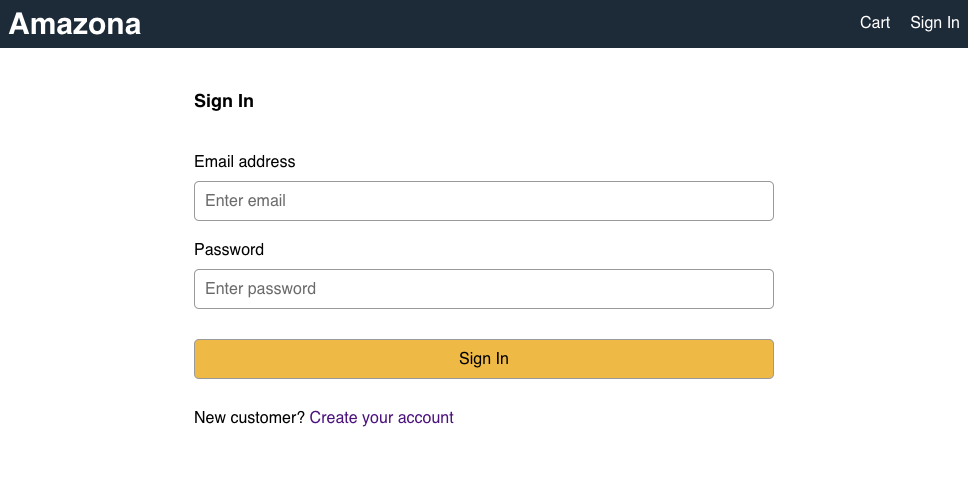 Amazona
Cart
Sign In
Sign In
Email address
Enter email
Password
Enter password
Sign In
New customer? Create your account